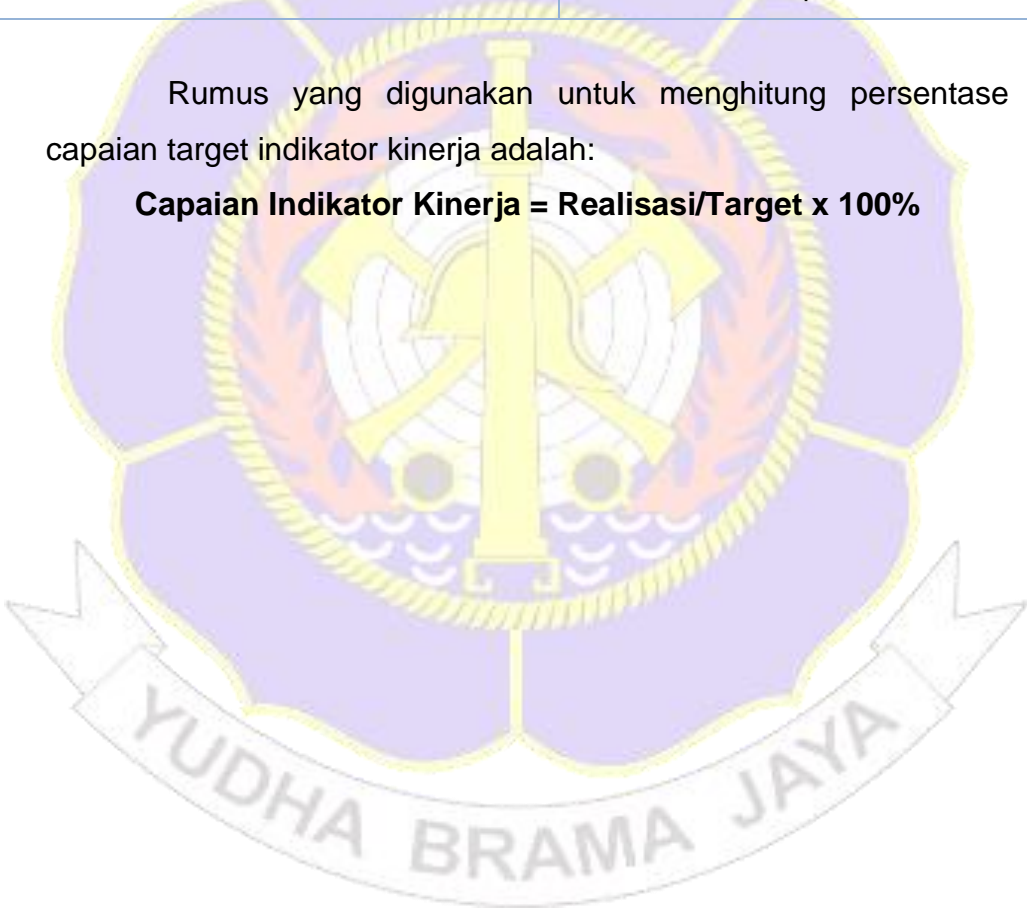 Rumus yang digunakan untuk menghitung persentase
capaian target indikator kinerja adalah:
Capaian Indikator Kinerja = Realisasi/Target x 100%
YUDHA BRAMA JAYA